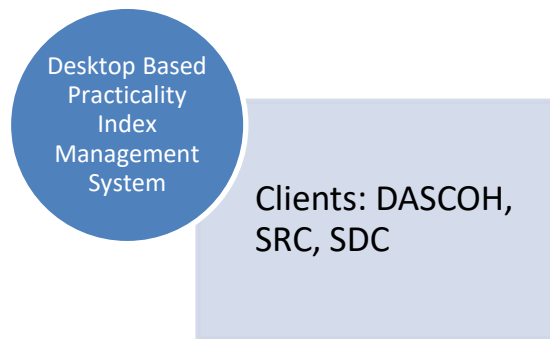 Desktop Based
Practicality
Index
Management
System
Clients: DASCOH,
SRC, SDC